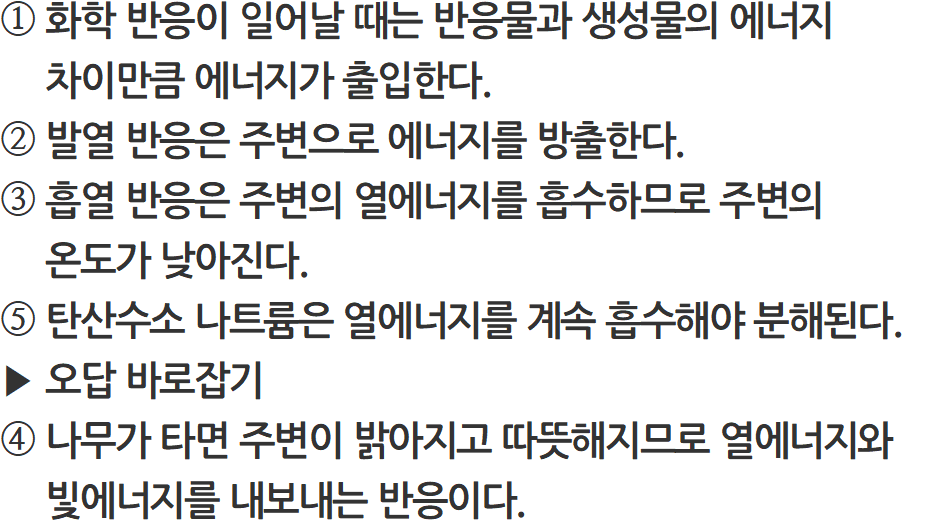 ① 화학 반응이 일어날 때는 반응물과 생성물의 에너지
차이만큼 에너지가 출입한다.
② 발열 반응은 주변으로 에너지를 방출한다.
③ 흡열 반응은 주변의 열에너지를 흡수하므로 주변의
온도가 낮아진다.
⑤ 탄산수소 나트륨은 열에너지를 계속 흡수해야 분해된다.
▶ 오답 바로잡기
④ 나무가 타면 주변이 밝아지고 따뜻해지므로 열에너지와
빛에너지를 내보내는 반응이다.